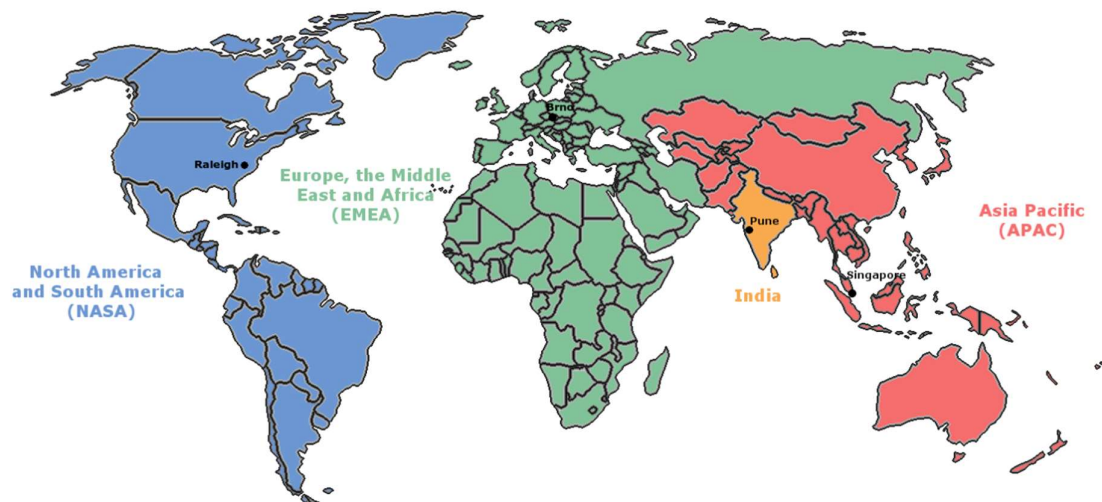 Brno
Raleigh
Europe, the Middle
East and Africa
(EMEA)
Asia Pacific
(APAC)
Pune
North America
and South America
(NASA)
Singapore
India